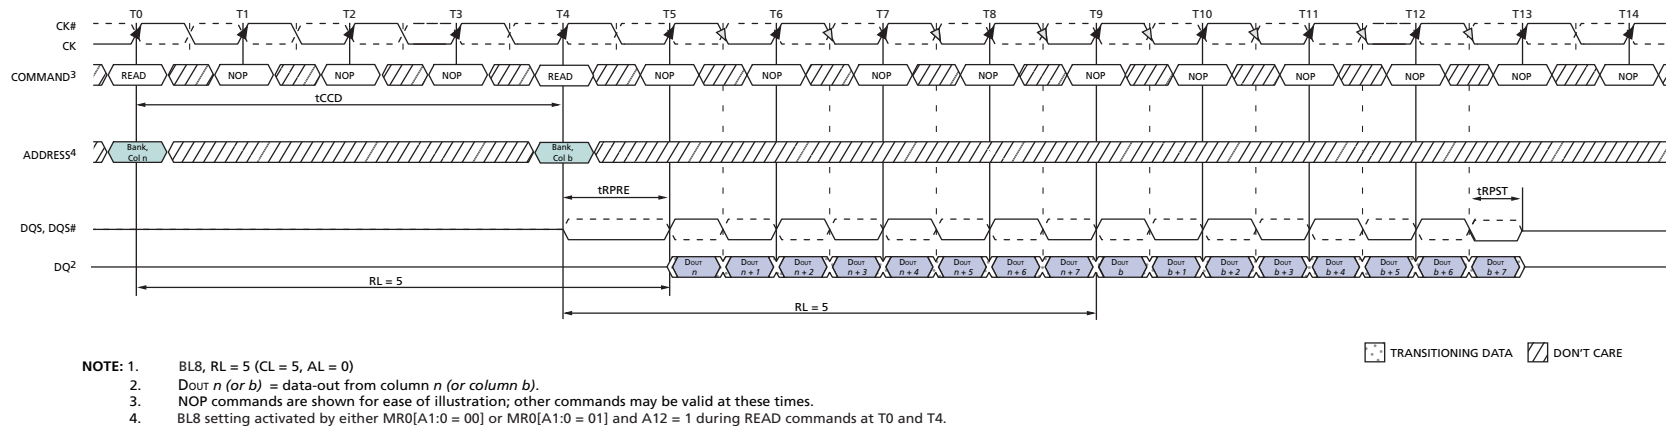 T0 T1 T2 T3 T4 T5 T6 T7 T8 T9 T10 T11 T12 T13 T14
CK#
CK
COMMAND3 READ NOP NOP NOP READ NOP NOP NOP NOP NOP NOP NOP NOP NOP NOP
tCCD
ADDRESS4 Bank, Col n Bank, Col b
tRPRE tRPST
DQS, DQS#
DQ2 DOUT n DOUT n + 1 DOUT n + 2 DOUT n + 3 DOUT n + 4 DOUT n + 5 DOUT n + 6 DOUT n + 7 DOUT b DOUT b + 1 DOUT b + 2 DOUT b + 3 DOUT b + 4 DOUT b + 5 DOUT b + 6 DOUT b + 7
RL = 5
RL = 5
TRANSITIONING DATA DON'T CARE
NOTE: 1. BL8, RL = 5 (CL = 5, AL = 0)
2. DOUT n (or b) = data-out from column n (or column b).
3. NOP commands are shown for ease of illustration; other commands may be valid at these times.
4. BL8 setting activated by either MR0[A1:0 = 00] or MR0[A1:0 = 01] and A12 = 1 during READ commands at T0 and T4.